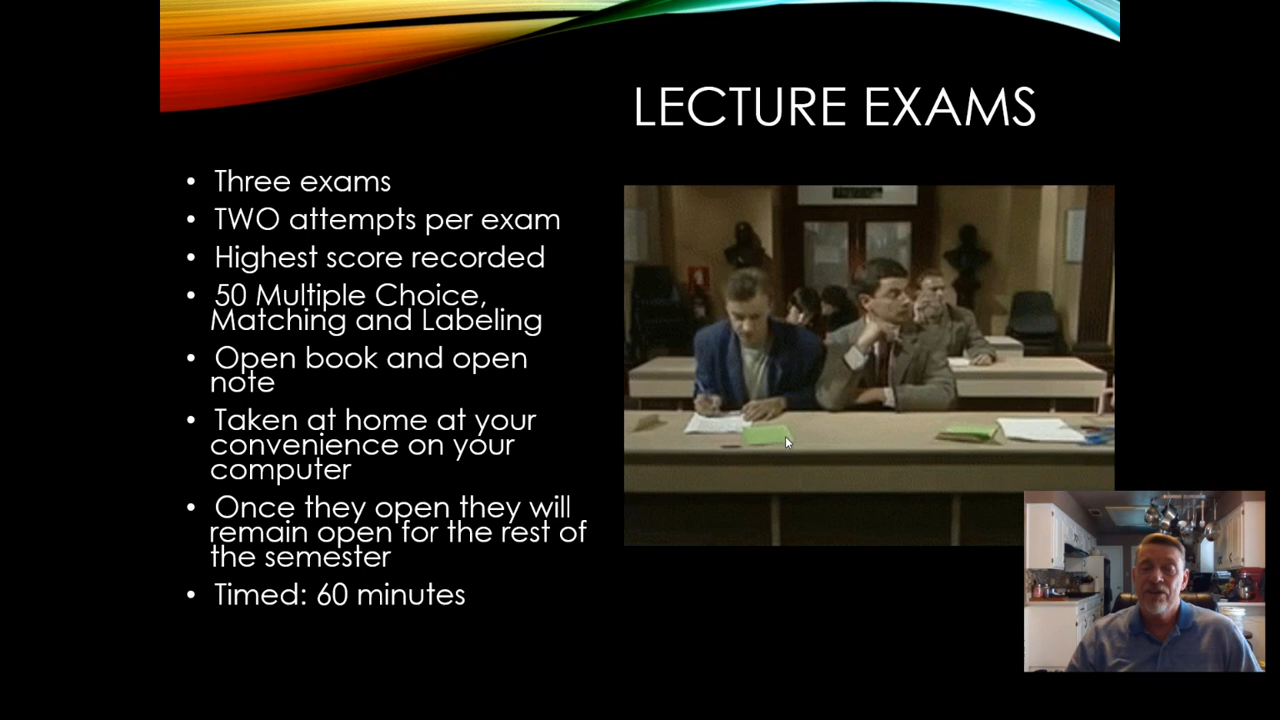 LECTURE EXAMS
• Three exams
• TWO attempts per exam
• Highest score recorded
• 50 Multiple Choice,
Matching and Labeling
• Open book and open
note
• Taken at home at your
convenience on your
computer
• Once they open they will
remain open for the rest of
the semester
• Timed: 60 minutes